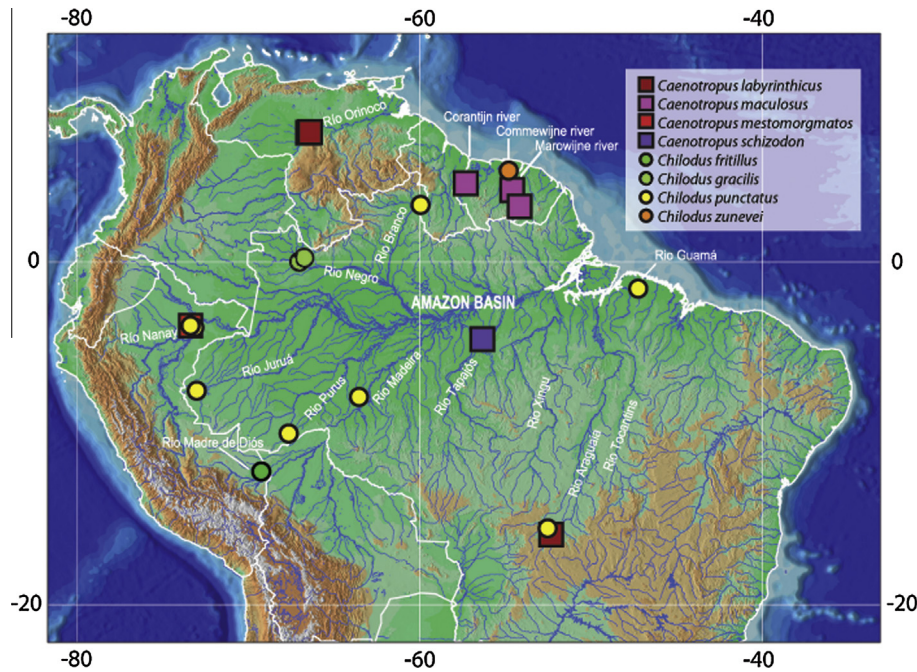 -80 -60 -40
Caenotropus labyrinthicus
Caenotropus maculosus
Caenotropus mestomorgmatos
Caenotropus schizodon
Chilodus fritillus
Chilodus gracilis
Chilodus punctatus
Chilodus zunevei
Río Orinoco
Corantijn river
Commewijne river
Marowijne river
Rio Branco
0 0
Rio Guamá
Rio Negro
AMAZON BASIN
Río Nanay
Rio Juruá
Rio Purus
Rio Madeira
Rio Tapajós
Rio Xingu
Rio Araguaia
Rio Tocantins
Rio Madre de Diós
-20 -20
-80 -60 -40